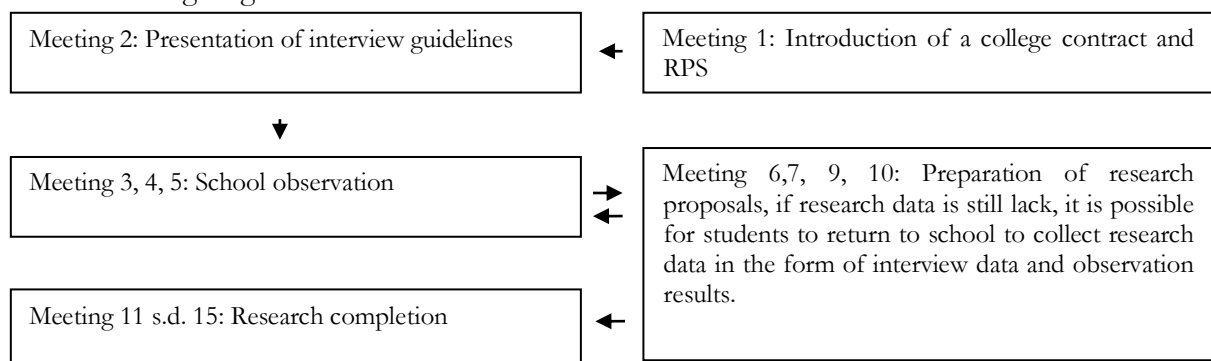 Meeting 2: Presentation of interview guidelines
Meeting 1: Introduction of a college contract and
RPS
Meeting 3, 4, 5: School observation
Meeting 6,7, 9, 10: Preparation of research
proposals, if research data is still lack, it is possible
for students to return to school to collect research
data in the form of interview data and observation
results.
Meeting 11 s.d. 15: Research completion